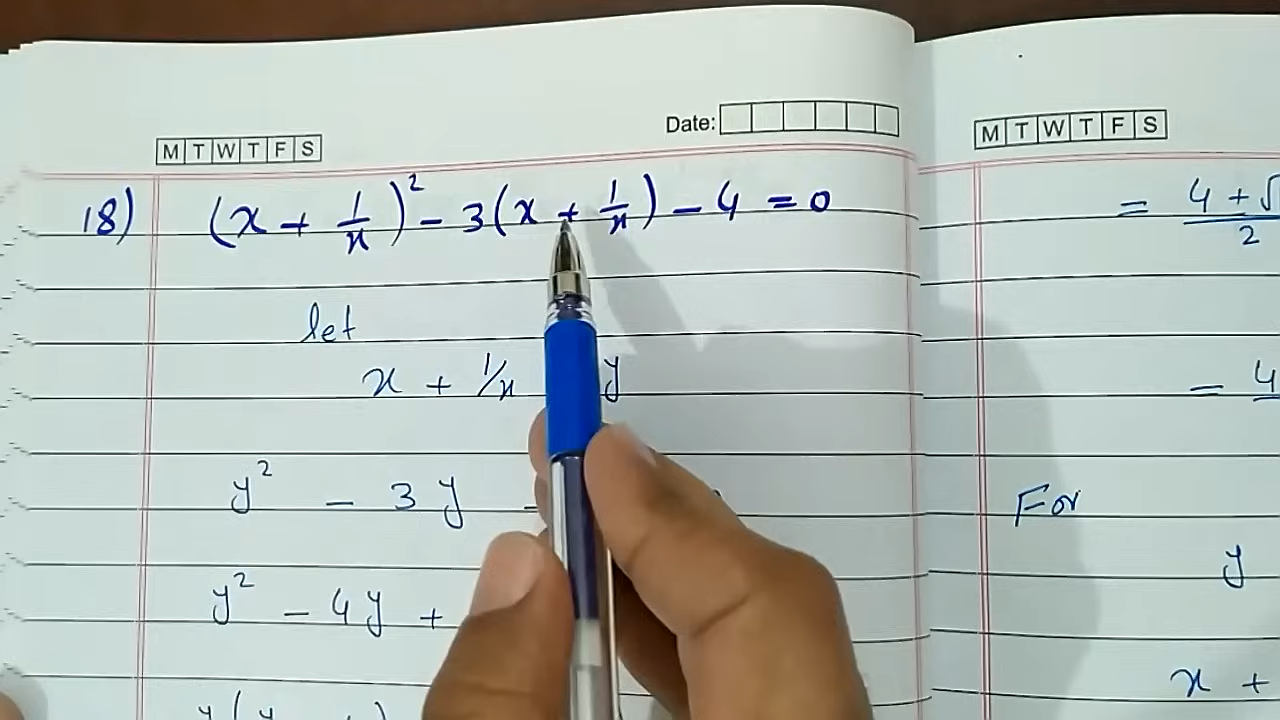 M T W T F S
Date:
18) (x + 1/x)² - 3(x + 1/x) - 4 = 0
let
x + 1/x y
y² - 3y -
y² - 4y +
M T W T F S
= 4 + √
2
= 4
For
y
x +